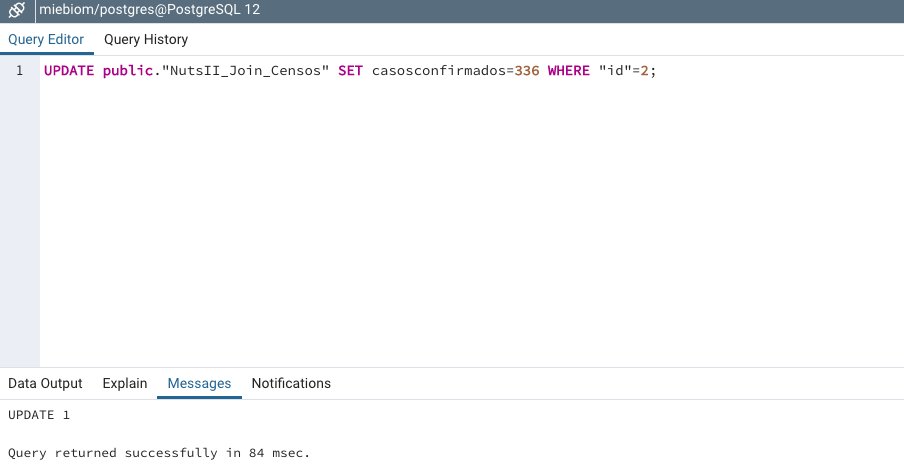 miebiom/postgres@PostgreSQL 12
Query Editor Query History
1 UPDATE public."NutsII_Join_Censos" SET casosconfirmados=336 WHERE "id"=2;
Data Output Explain Messages Notifications
UPDATE 1
Query returned successfully in 84 msec.